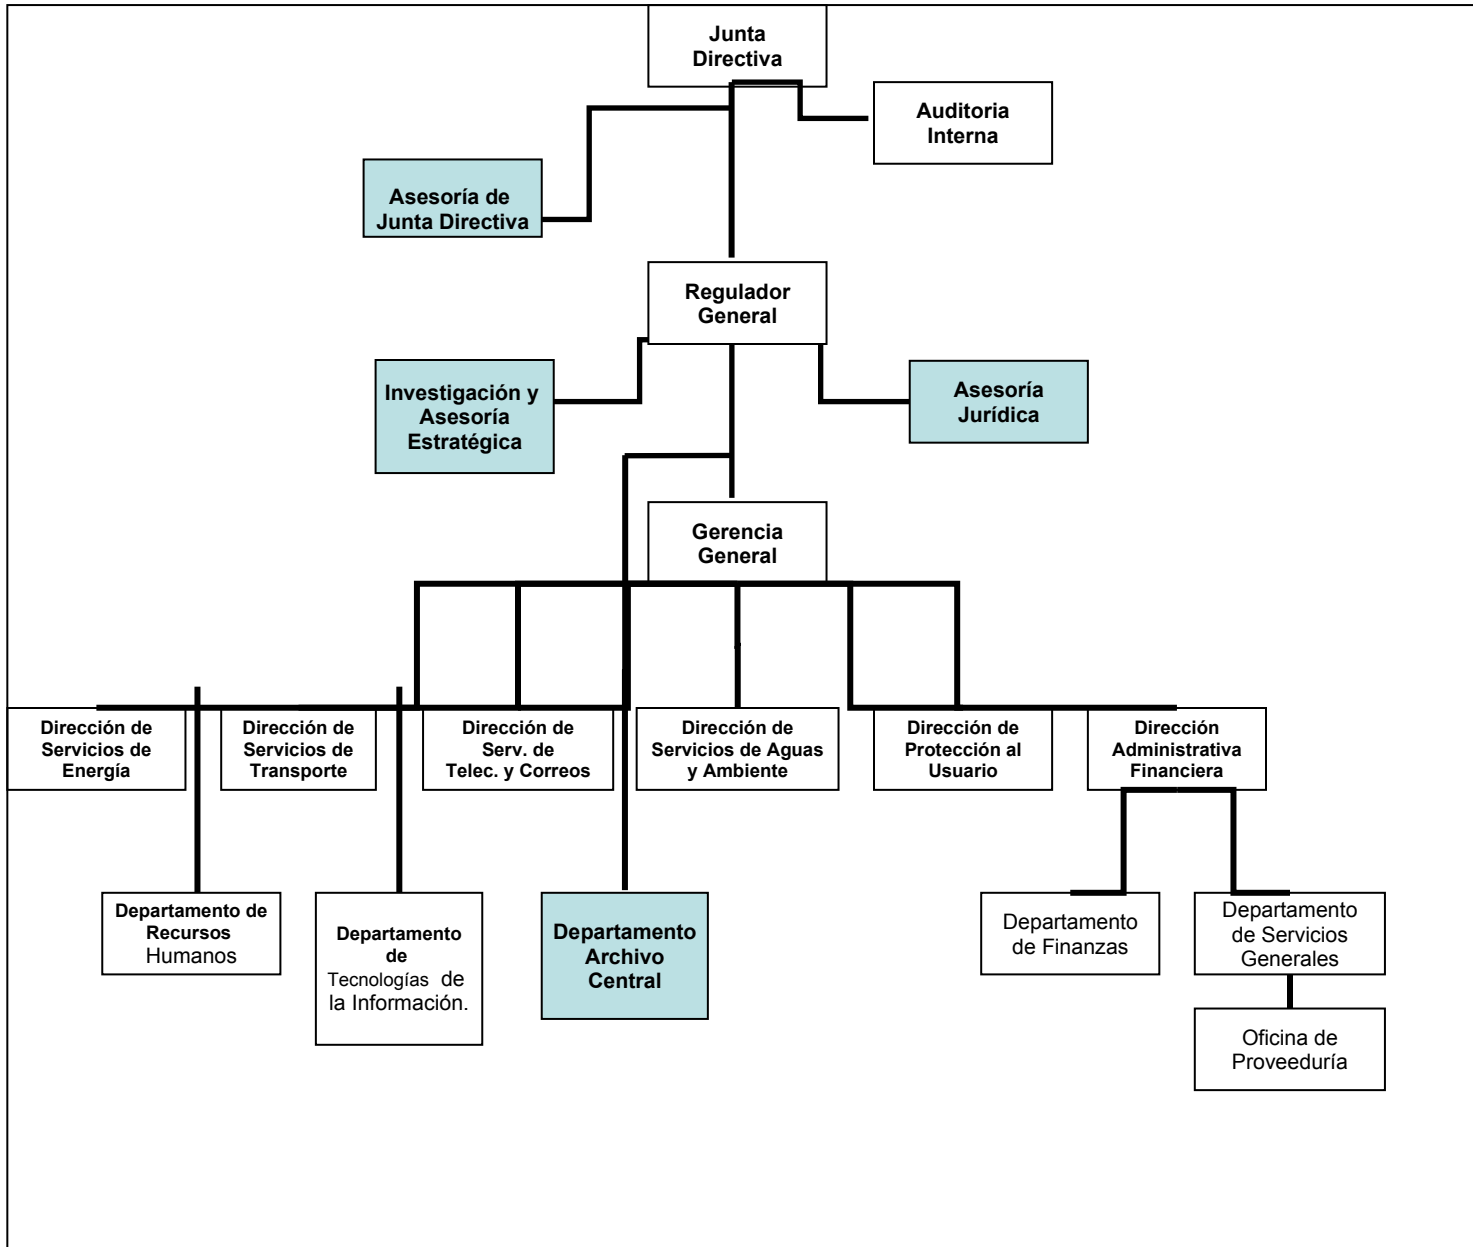 Junta
Directiva
Auditoria
Interna
Asesoría de
Junta Directiva
Regulador
General
Investigación y
Asesoría
Estratégica
Asesoría
Jurídica
Gerencia
General
Dirección de
Servicios de
Energía
Dirección de
Servicios de
Transporte
Dirección de
Serv. de
Telec. y Correos
Dirección de
Servicios de Aguas
y Ambiente
Dirección de
Protección al
Usuario
Dirección
Administrativa
Financiera
Departamento de
Recursos
Humanos
Departamento
de
Tecnologías de
la Información.
Departamento
Archivo
Central
Departamento
de Finanzas
Departamento
de Servicios
Generales
Oficina de
Proveeduría